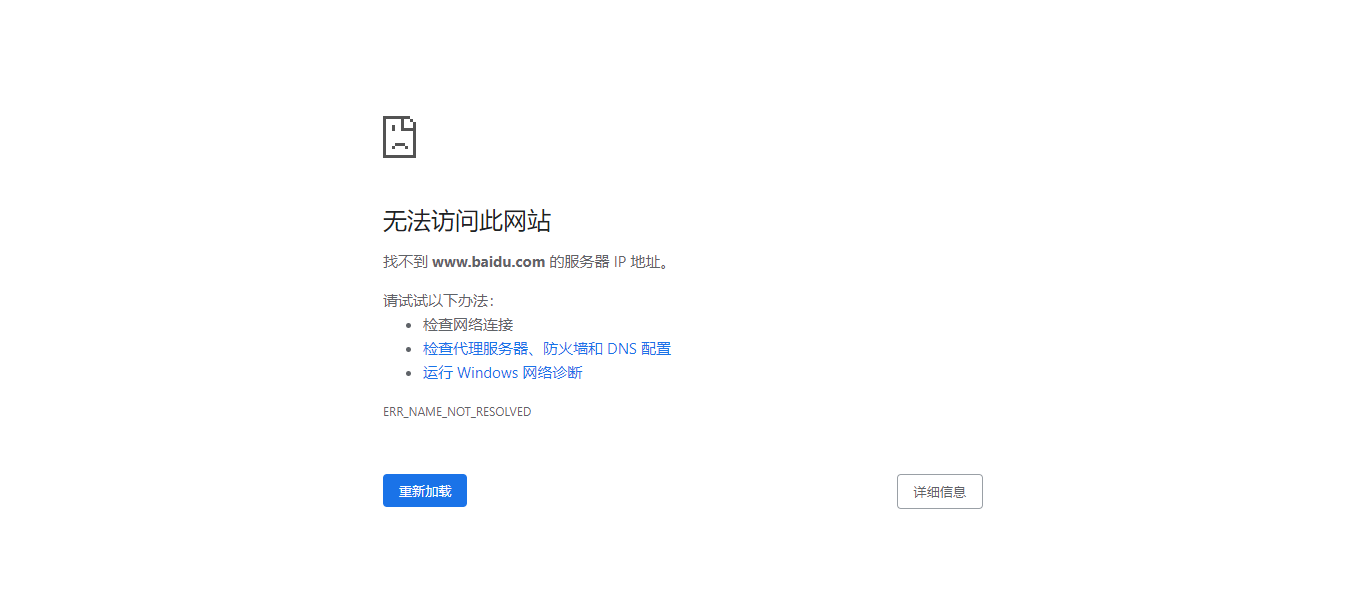 无法访问此网站
找不到 www.baidu.com 的服务器 IP 地址。
请试试以下办法：
检查网络连接
检查代理服务器、防火墙和 DNS 配置
运行 Windows 网络诊断
ERR_NAME_NOT_RESOLVED
重新加载
详细信息